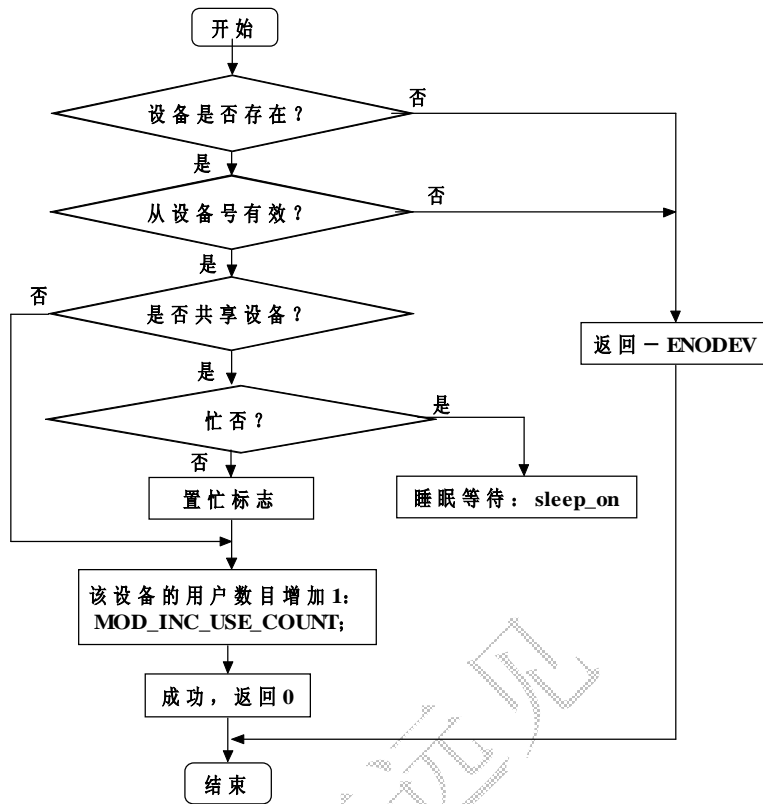 开始
设备是否存在？
否
是
从设备号有效？
否
是
否
是否共享设备？
返回－ENODEV
是
忙否？
是
否
置忙标志
睡眠等待：sleep_on
该设备的用户数目增加1：
MOD_INC_USE_COUNT;
成功，返回0
结束
远见